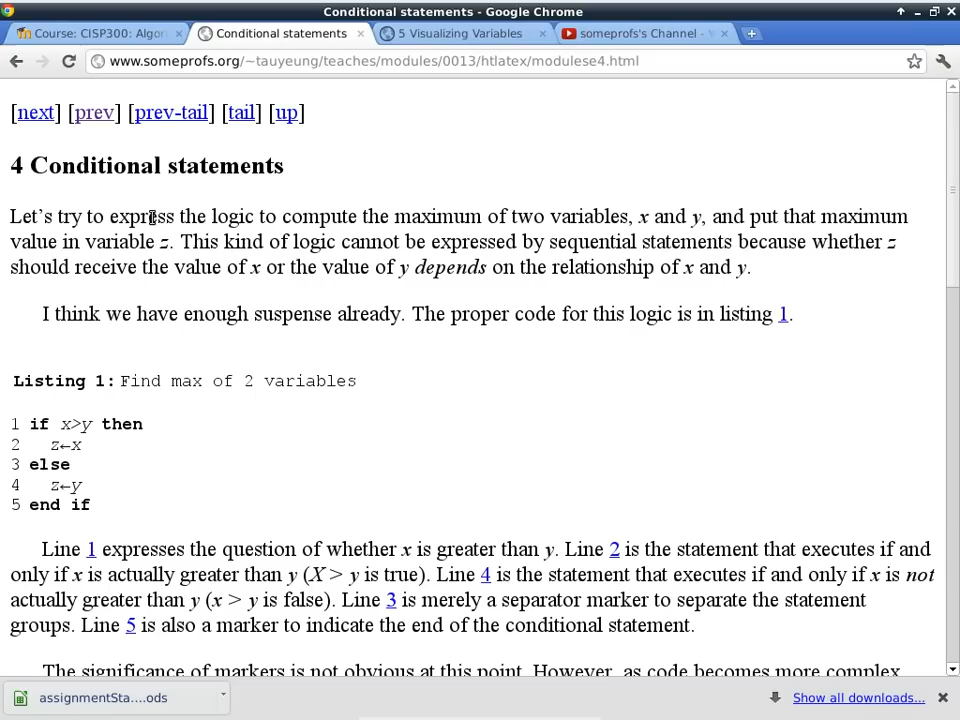 Conditional statements - Google Chrome
Course: CISP300: Algor
Conditional statements
5 Visualizing Variables
someprofs's Channel -
www.someprofs.org/~tauyeung/teaches/modules/0013/htlatex/modulese4.html
[next] [prev] [prev-tail] [tail] [up]
4 Conditional statements
Let's try to express the logic to compute the maximum of two variables, x and y, and put that maximum
value in variable z. This kind of logic cannot be expressed by sequential statements because whether z
should receive the value of x or the value of y depends on the relationship of x and y.
I think we have enough suspense already. The proper code for this logic is in listing 1.
Listing 1: Find max of 2 variables
1 if x>y then
2 z←x
3 else
4 z←y
5 end if
Line 1 expresses the question of whether x is greater than y. Line 2 is the statement that executes if and
only if x is actually greater than y (X > y is true). Line 4 is the statement that executes if and only if x is not
actually greater than y (x > y is false). Line 3 is merely a separator marker to separate the statement
groups. Line 5 is also a marker to indicate the end of the conditional statement.
The significance of markers is not obvious at this point. However, as code becomes more complex
assignmentSta....ods
Show all downloads...